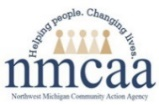 Helping people. Changing lives.
nmcaa
Northwest Michigan Community Action Agency